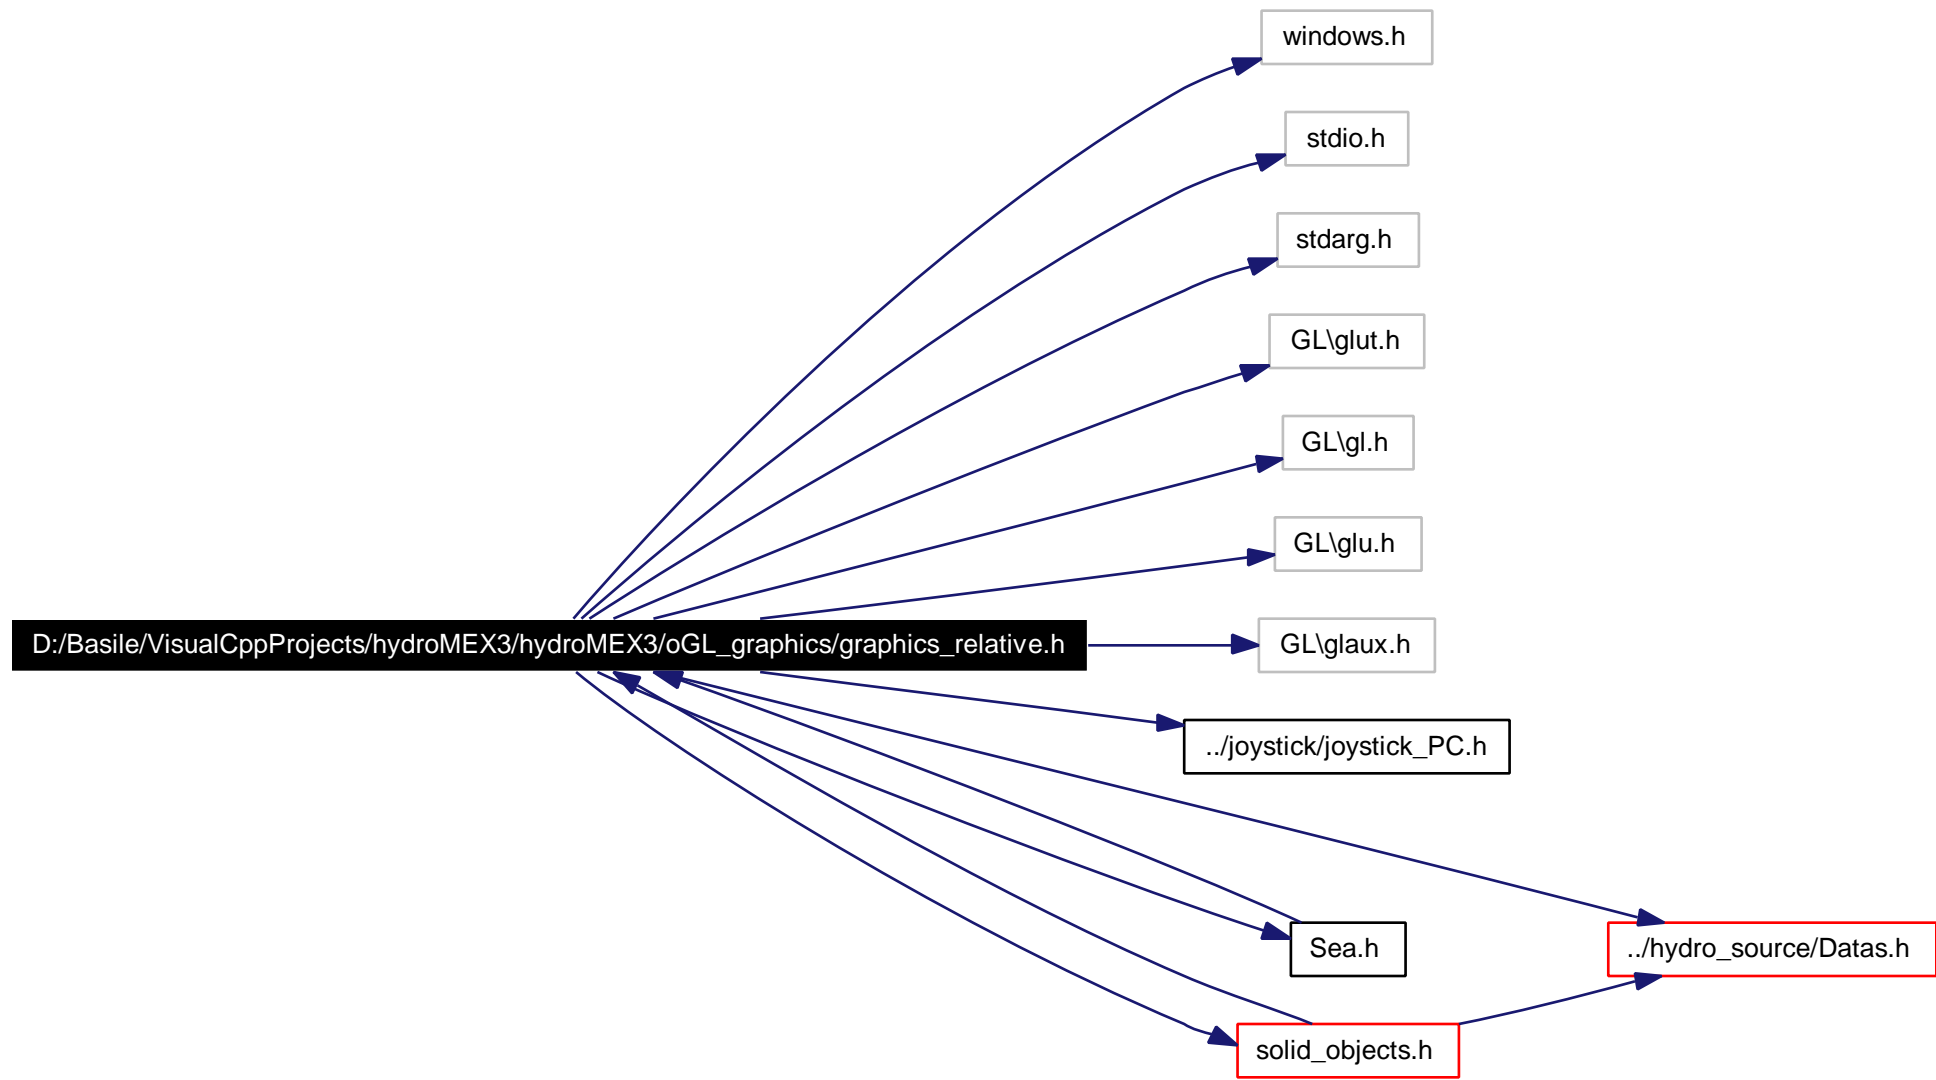 windows.h
stdio.h
stdarg.h
GL\glut.h
GL\gl.h
GL\glu.h
D:/Basile/VisualCppProjects/hydroMEX3/hydroMEX3/oGL_graphics/graphics_relative.h
GL\glaux.h
../joystick/joystick_PC.h
Sea.h
../hydro_source/Datas.h
solid_objects.h